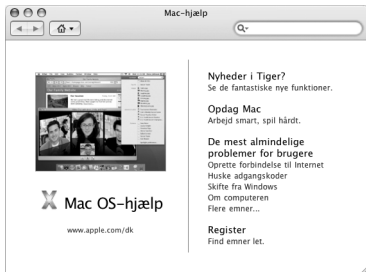 Mac-hjælp
Mac OS-hjælp
www.apple.com/dk
Nyheder i Tiger?
Se de fantastiske nye funktioner.
Opdag Mac
Arbejd smart, spil hårdt.
De mest almindelige
problemer for brugere
Oprette forbindelse til Internet
Huske adgangskoder
Skifte fra Windows
Om computeren
Flere emner...
Register
Find emner let.